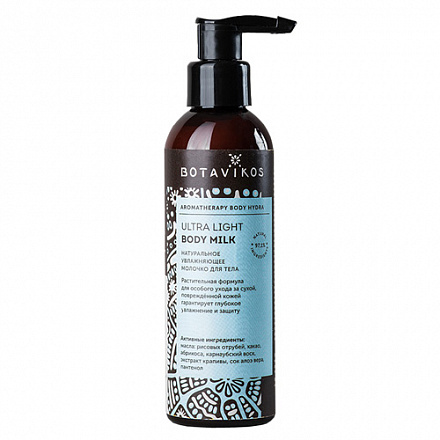 BOTAVIKOS
AROMATHERAPY BODY HYDRA
ULTRA LIGHT
BODY MILK
НАТУРАЛЬНОЕ
УВЛАЖНЯЮЩЕЕ
МОЛОЧКО ДЛЯ ТЕЛА
Растительная формула
для особого ухода за сухой,
повреждённой кожей
гарантирует глубокое
увлажнение и защиту
Активные ингредиенты:
масла: рисовых отрубей, какао,
абрикоса, карнаубский воск,
экстракт крапивы, сок алоэ вера,
пантенол